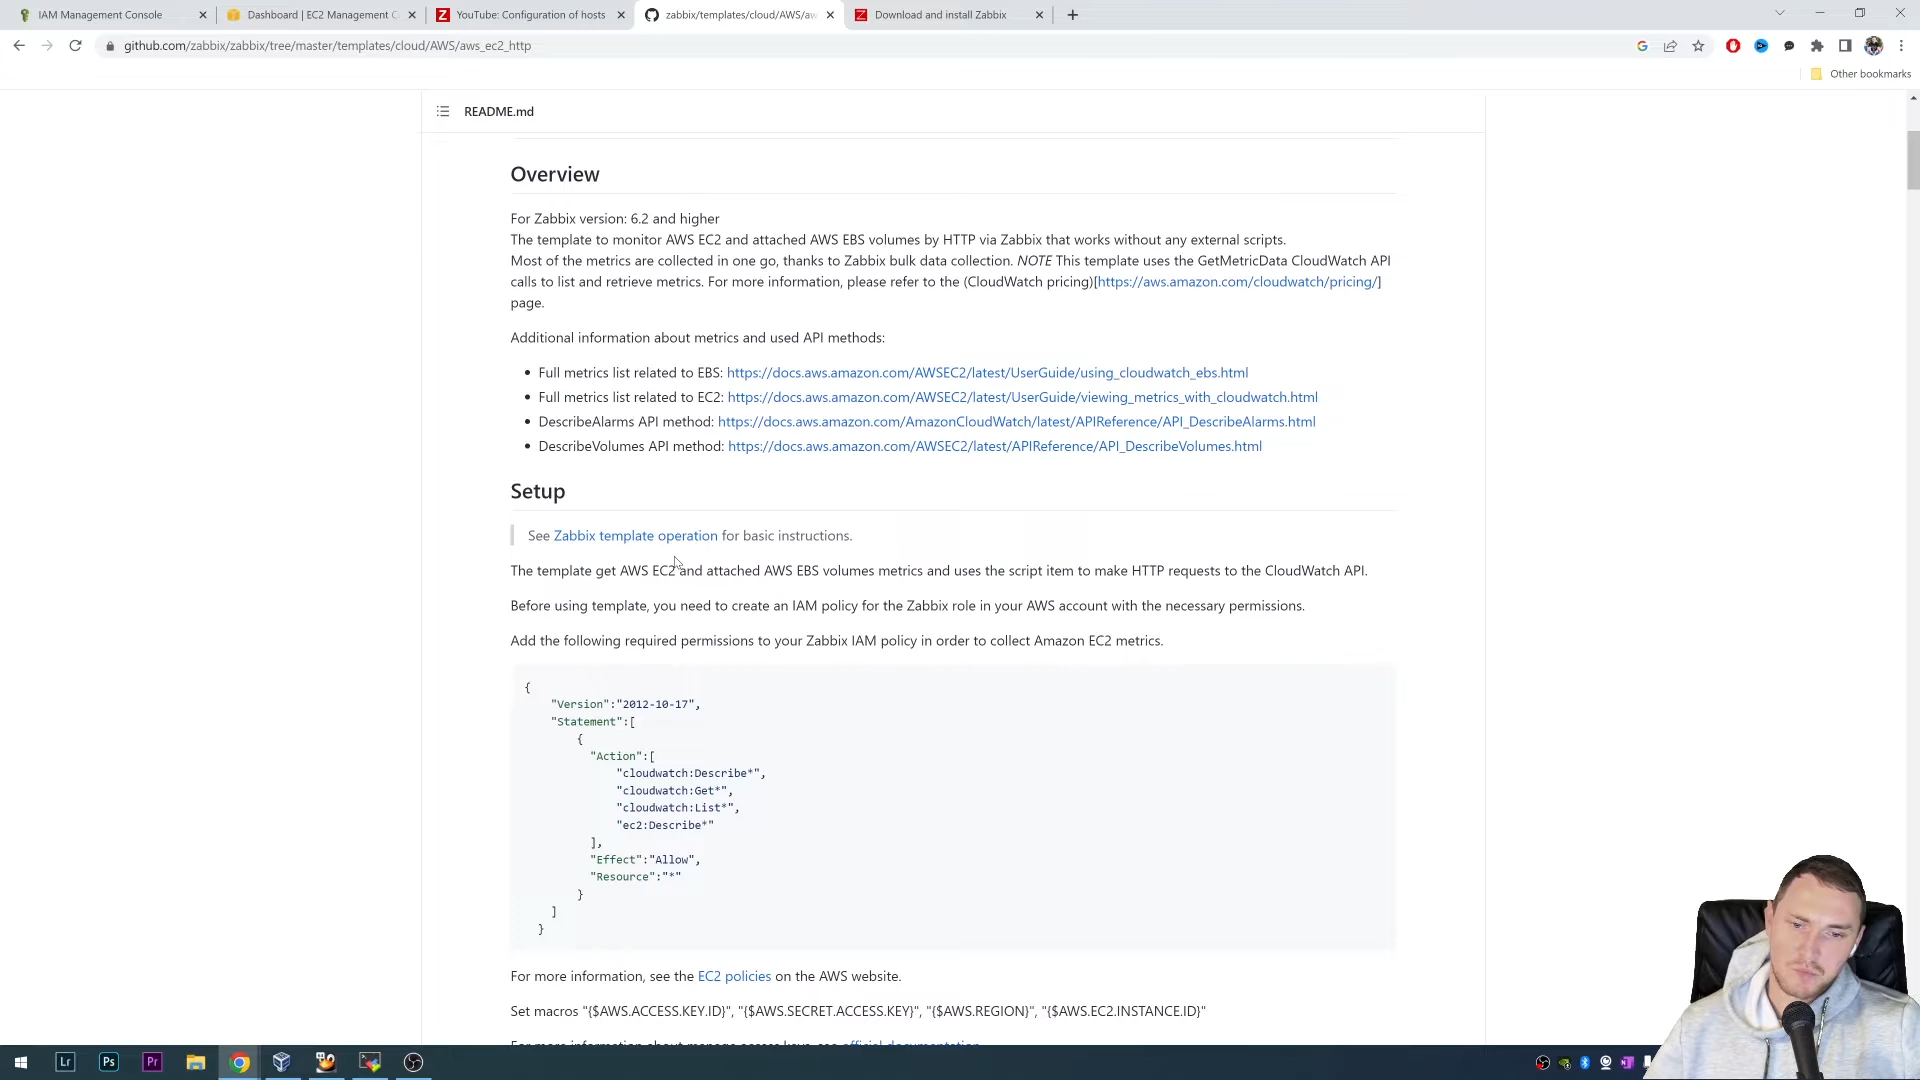 IAM Management Console
Dashboard | EC2 Management C
YouTube: Configuration of hosts
zabbix/templates/cloud/AWS/aw
Download and install Zabbix
github.com/zabbix/zabbix/tree/master/templates/cloud/AWS/aws_ec2_http
Other bookmarks
README.md
Overview
For Zabbix version: 6.2 and higher
The template to monitor AWS EC2 and attached AWS EBS volumes by HTTP via Zabbix that works without any external scripts.
Most of the metrics are collected in one go, thanks to Zabbix bulk data collection. NOTE This template uses the GetMetricData CloudWatch API
calls to list and retrieve metrics. For more information, please refer to the (CloudWatch pricing)[https://aws.amazon.com/cloudwatch/pricing/]
page.
Additional information about metrics and used API methods:
• Full metrics list related to EBS: https://docs.aws.amazon.com/AWSEC2/latest/UserGuide/using_cloudwatch_ebs.html
• Full metrics list related to EC2: https://docs.aws.amazon.com/AWSEC2/latest/UserGuide/viewing_metrics_with_cloudwatch.html
• DescribeAlarms API method: https://docs.aws.amazon.com/AmazonCloudWatch/latest/APIReference/API_DescribeAlarms.html
• DescribeVolumes API method: https://docs.aws.amazon.com/AWSEC2/latest/APIReference/API_DescribeVolumes.html
Setup
See Zabbix template operation for basic instructions.
The template get AWS EC2 and attached AWS EBS volumes metrics and uses the script item to make HTTP requests to the CloudWatch API.
Before using template, you need to create an IAM policy for the Zabbix role in your AWS account with the necessary permissions.
Add the following required permissions to your Zabbix IAM policy in order to collect Amazon EC2 metrics.
{
"Version":"2012-10-17",
"Statement":[
{
"Action":[
"cloudwatch:Describe*",
"cloudwatch:Get*",
"cloudwatch:List*",
"ec2:Describe*"
],
"Effect":"Allow",
"Resource":"*"
}
]
}
For more information, see the EC2 policies on the AWS website.
Set macros "{$AWS.ACCESS.KEY.ID}", "{$AWS.SECRET.ACCESS.KEY}", "{$AWS.REGION}", "{$AWS.EC2.INSTANCE.ID}"
For more information about manage access keys, see official documentation
Lr
Ps
Pr